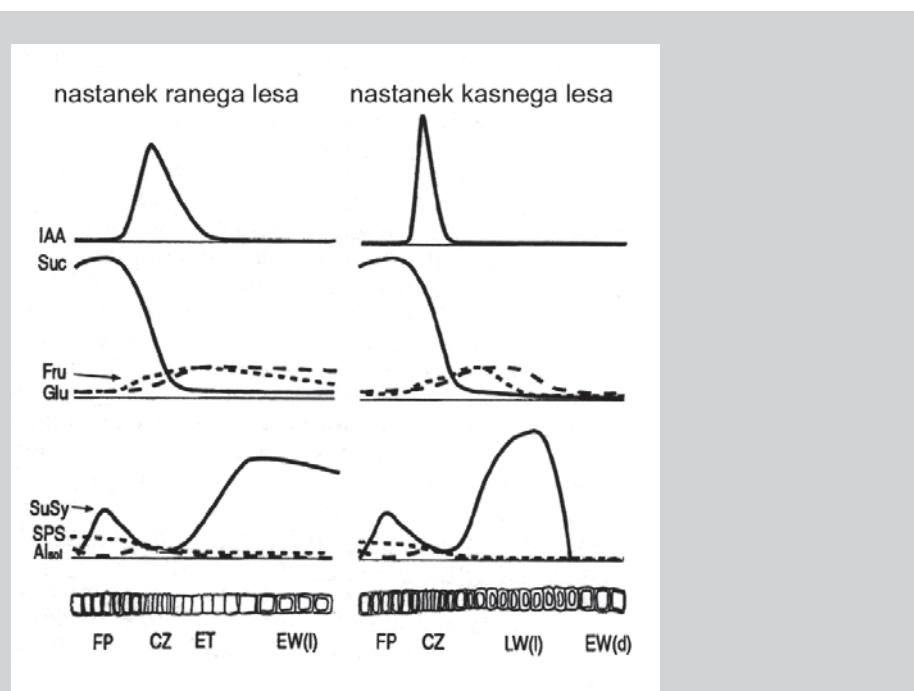 nastanek ranega lesa
nastanek kasnega lesa
IAA
Suc
Fru
Glu
SuSy
SPS
AIsol
FP CZ ET EW(l)
FP CZ LW(l) EW(d)